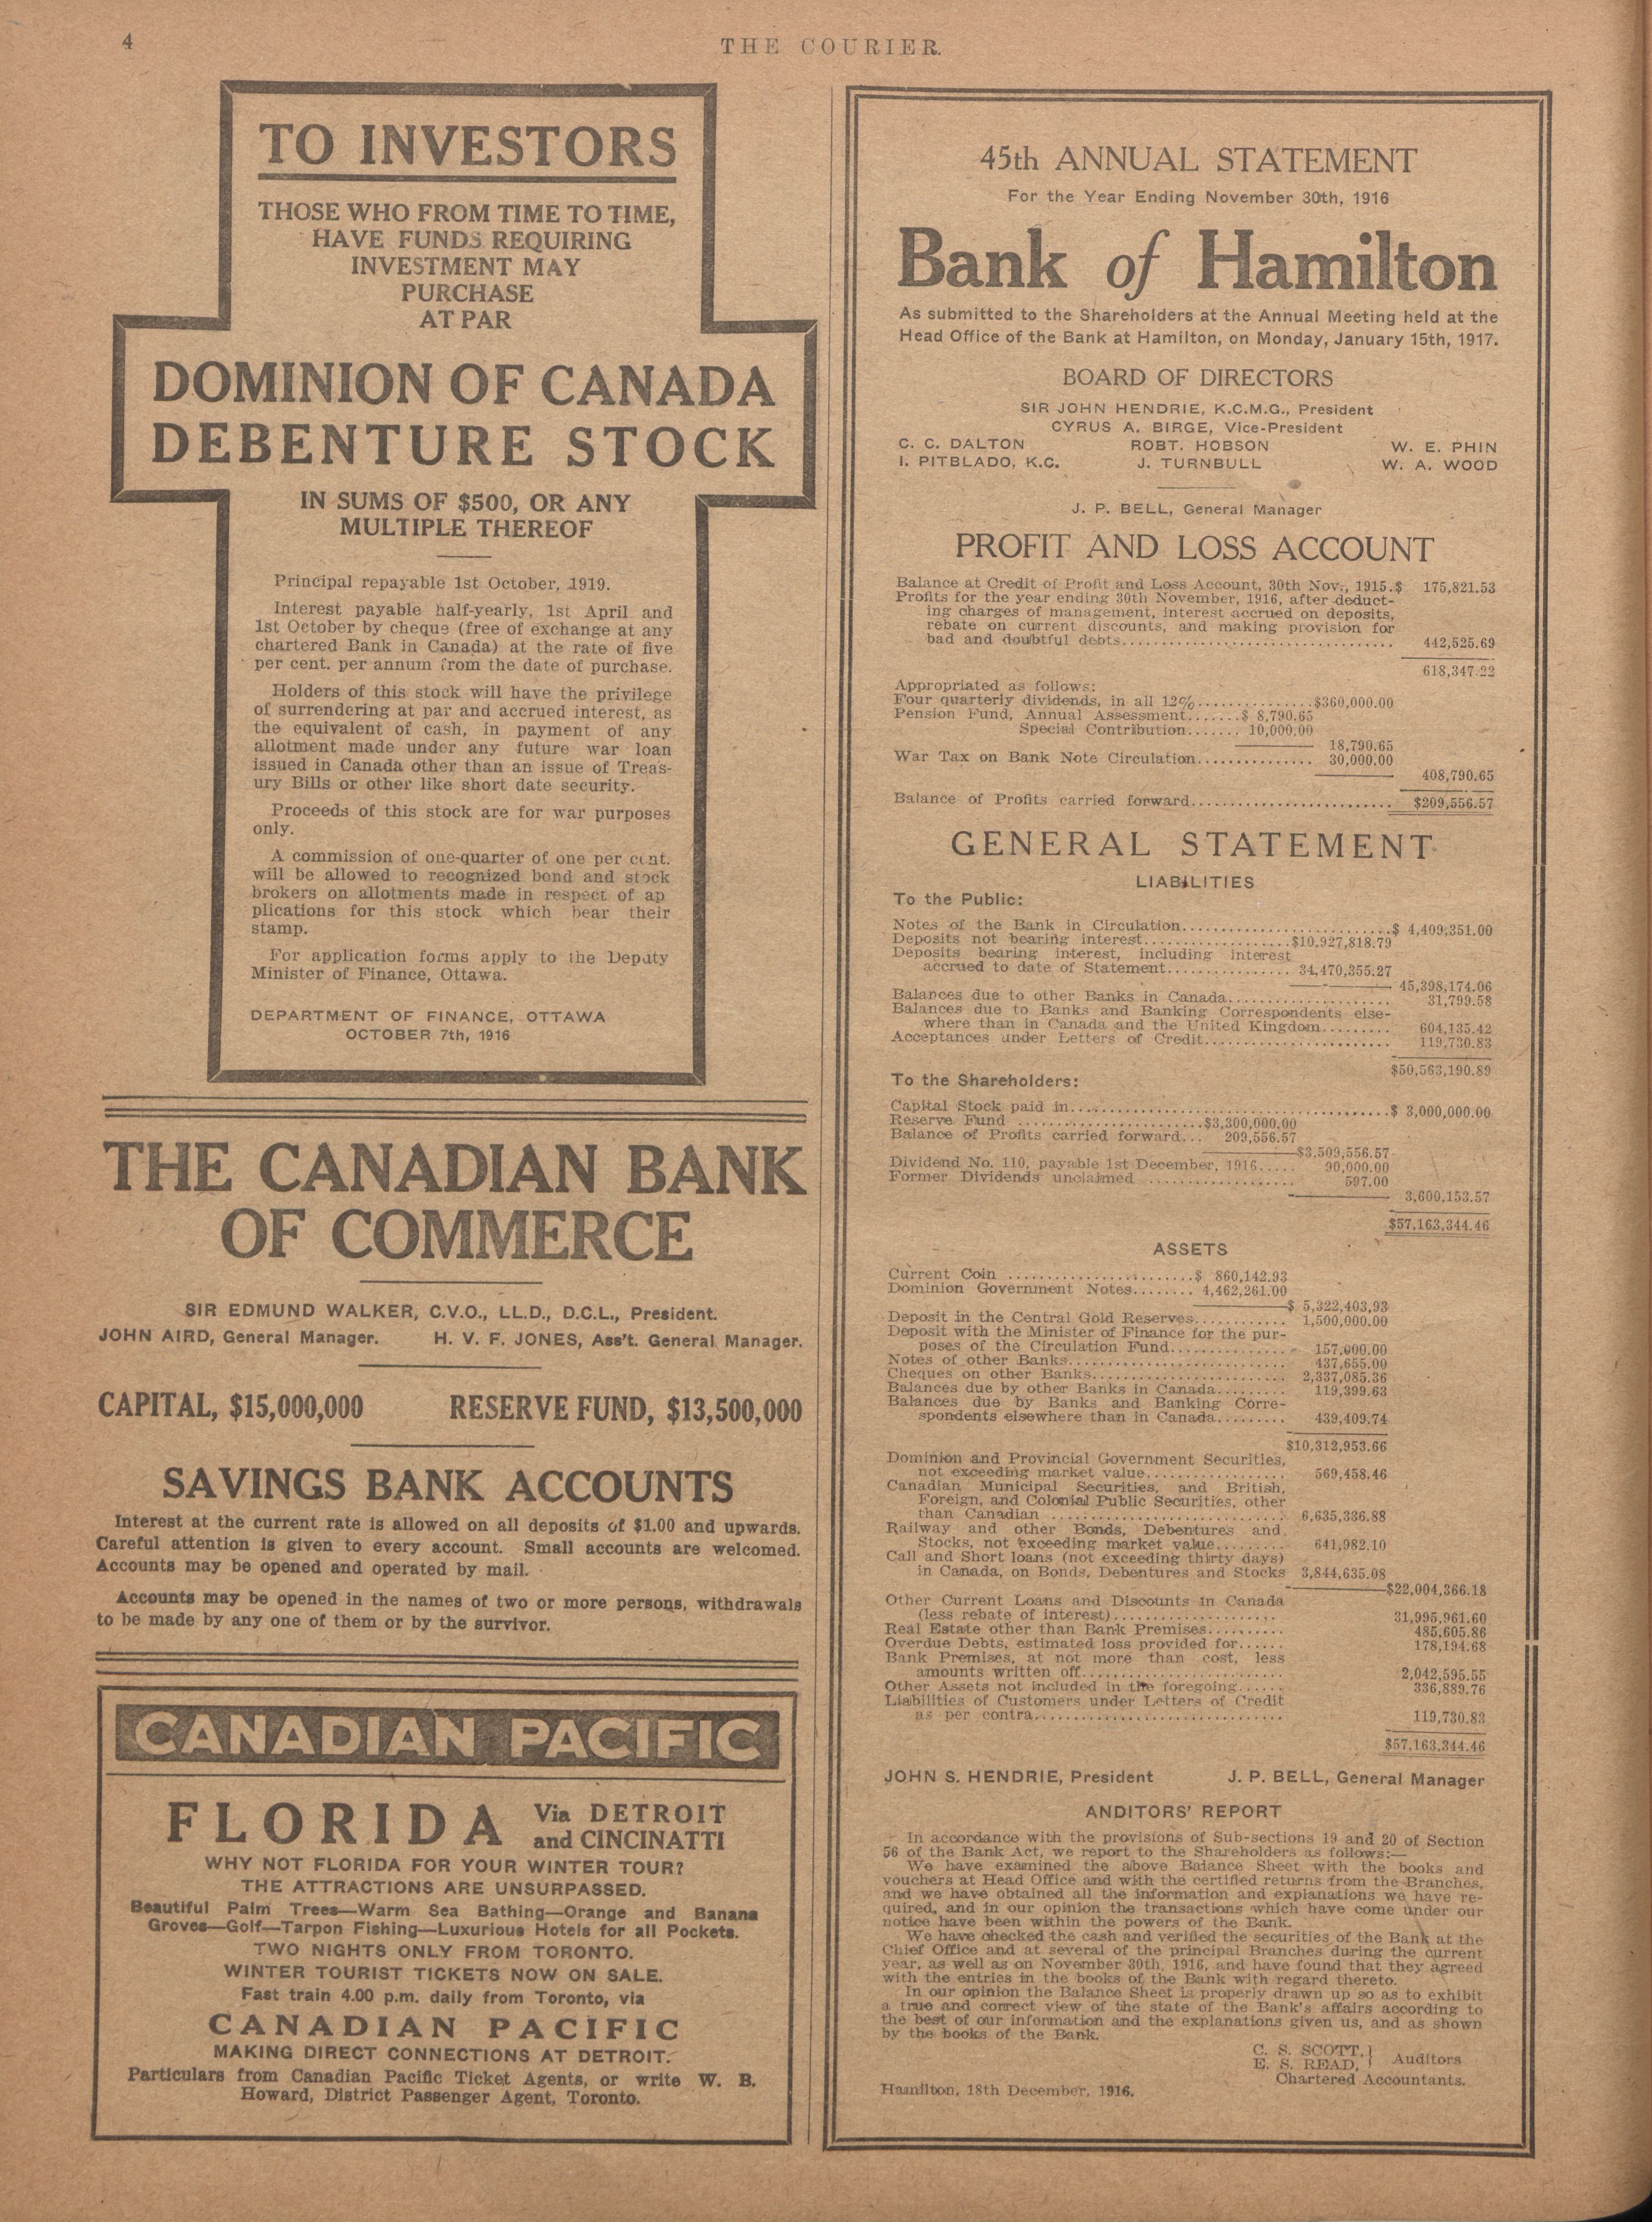 4
THE COURIER.
TO INVESTORS
THOSE WHO FROM TIME TO TIME,
HAVE FUNDS REQUIRING
INVESTMENT MAY
PURCHASE
AT PAR
DOMINION OF CANADA
DEBENTURE STOCK
IN SUMS OF $500, OR ANY
MULTIPLE THEREOF
Principal repayable 1st October, 1919.
Interest payable half-yearly, 1st April and
1st October by cheque (free of exchange at any
chartered Bank in Canada) at the rate of five
per cent. per annum from the date of purchase.
Holders of this stock will have the privilege
of surrendering at par and accrued interest, as
the equivalent of cash, in payment of any
allotment made under any future war loan
issued in Canada other than an issue of Treas-
ury Bills or other like short date security.
Proceeds of this stock are for war purposes
only.
A commission of one-quarter of one per cent.
will be allowed to recognized bond and stock
brokers on allotments made in respect of ap
plications for this stock which bear their
stamp.
For application forms apply to the Deputy
Minister of Finance, Ottawa.
DEPARTMENT OF FINANCE, OTTAWA
OCTOBER 7th, 1916
THE CANADIAN BANK
OF COMMERCE
SIR EDMUND WALKER, C.V.O., LL.D., D.C.L., President.
JOHN AIRD, General Manager. H. V. F. JONES, Ass't. General Manager.
CAPITAL, $15,000,000 RESERVE FUND, $13,500,000
SAVINGS BANK ACCOUNTS
Interest at the current rate is allowed on all deposits of $1.00 and upwards.
Careful attention is given to every account. Small accounts are welcomed.
Accounts may be opened and operated by mail.
Accounts may be opened in the names of two or more persons, withdrawals
to be made by any one of them or by the survivor.
CANADIAN PACIFIC
FLORIDA Via DETROIT
and CINCINATTI
WHY NOT FLORIDA FOR YOUR WINTER TOUR?
THE ATTRACTIONS ARE UNSURPASSED.
Beautiful Palm Trees—Warm Sea Bathing—Orange and Banana
Groves—Golf—Tarpon Fishing—Luxurious Hotels for all Pockets.
TWO NIGHTS ONLY FROM TORONTO.
WINTER TOURIST TICKETS NOW ON SALE.
Fast train 4.00 p.m. daily from Toronto, via
CANADIAN PACIFIC
MAKING DIRECT CONNECTIONS AT DETROIT.
Particulars from Canadian Pacific Ticket Agents, or write W. B.
Howard, District Passenger Agent, Toronto.
45th ANNUAL STATEMENT
For the Year Ending November 30th, 1916
Bank of Hamilton
As submitted to the Shareholders at the Annual Meeting held at the
Head Office of the Bank at Hamilton, on Monday, January 15th, 1917.
BOARD OF DIRECTORS
SIR JOHN HENDRIE, K.C.M.G., President
CYRUS A. BIRGE, Vice-President
C. C. DALTON ROBT. HOBSON W. E. PHIN
I. PITBLADO, K.C. J. TURNBULL W. A. WOOD
J. P. BELL, General Manager
PROFIT AND LOSS ACCOUNT
Balance at Credit of Profit and Loss Account, 30th Nov., 1915.$ 175,821.53
Profits for the year ending 30th November, 1916, after deduct-
ing charges of management, interest accrued on deposits,
rebate on current discounts, and making provision for
bad and doubtful debts.............................. 442,525.69
618,347.22
Appropriated as follows:
Four quarterly dividends, in all 12%..............$360,000.00
Pension Fund, Annual Assessment.......$ 8,790.65
Special Contribution....... 10,000.00
18,790.65
War Tax on Bank Note Circulation............... 30,000.00
408,790.65
Balance of Profits carried forward......................... $209,556.57
GENERAL STATEMENT
LIABILITIES
To the Public:
Notes of the Bank in Circulation.........................$ 4,409,351.00
Deposits not bearing interest..................$10,927,818.79
Deposits bearing interest, including interest
accrued to date of Statement................ 34,470,355.27
45,398,174.06
Balances due to other Banks in Canada..................... 31,799.58
Balances due to Banks and Banking Correspondents else-
where than in Canada and the United Kingdom......... 604,135.42
Acceptances under Letters of Credit........................ 119,730.83
$50,563,190.89
To the Shareholders:
Capital Stock paid in.......................................$ 3,000,000.00
Reserve Fund .......................$3,300,000.00
Balance of Profits carried forward... 209,556.57
$3,509,556.57
Dividend No. 110, payable 1st December, 1916..... 90,000.00
Former Dividends unclaimed .................. 597.00
3,600,153.57
$57,163,344.46
ASSETS
Current Coin ........................$ 860,142.93
Dominion Government Notes........ 4,462,261.00
$ 5,322,403,93
Deposit in the Central Gold Reserves............ 1,500,000.00
Deposit with the Minister of Finance for the pur-
poses of the Circulation Fund............... 157,000.00
Notes of other Banks............................ 437,655.00
Cheques on other Banks......................... 2,337,085.36
Balances due by other Banks in Canada......... 119,399.63
Balances due by Banks and Banking Corre-
spondents elsewhere than in Canada......... 439,409.74
$10,312,953.66
Dominion and Provincial Government Securities,
not exceeding market value.................. 569,458.46
Canadian Municipal Securities, and British,
Foreign, and Colonial Public Securities, other
than Canadian .............................. 6,635,336.88
Railway and other Bonds, Debentures and
Stocks, not exceeding market value......... 641,982.10
Call and Short loans (not exceeding thirty days)
in Canada, on Bonds, Debentures and Stocks 3,844,635.08
$22,004,366.18
Other Current Loans and Discounts in Canada
(less rebate of interest)..................... 31,995,961.60
Real Estate other than Bank Premises.......... 485,605.86
Overdue Debts, estimated loss provided for...... 178,194.68
Bank Premises, at not more than cost, less
amounts written off......................... 2,042,595.55
Other Assets not included in the foregoing...... 336,889.76
Liabilities of Customers under Letters of Credit
as per contra................................ 119,730.83
$57,163,344.46
JOHN S. HENDRIE, President J. P. BELL, General Manager
ANDITORS' REPORT
In accordance with the provisions of Sub-sections 19 and 20 of Section
56 of the Bank Act, we report to the Shareholders as follows:—
We have examined the above Balance Sheet with the books and
vouchers at Head Office and with the certified returns from the Branches,
and we have obtained all the information and explanations we have re-
quired, and in our opinion the transactions which have come under our
notice have been within the powers of the Bank.
We have checked the cash and verified the securities of the Bank at the
Chief Office and at several of the principal Branches during the current
year, as well as on November 30th, 1916, and have found that they agreed
with the entries in the books of the Bank with regard thereto.
In our opinion the Balance Sheet is properly drawn up so as to exhibit
a true and correct view of the state of the Bank's affairs according to
the best of our information and the explanations given us, and as shown
by the books of the Bank.
C. S. SCOTT,}
E. S. READ,} Auditors
Chartered Accountants.
Hamilton, 18th December, 1916.